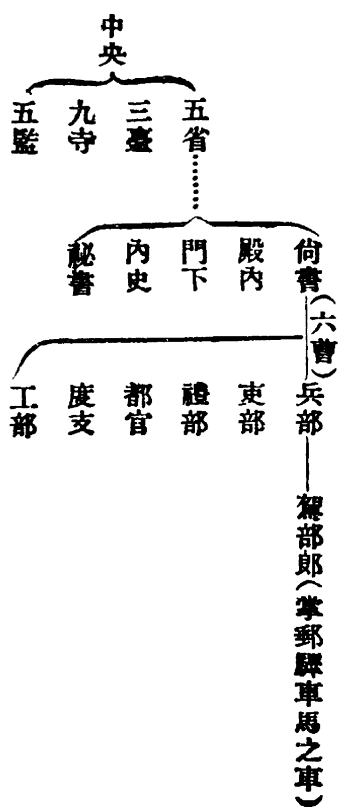 中央
五省
三臺
九寺
五監
尙書
殿內
門下
內史
祕書
(六曹)
兵部
吏部
禮部
都官
度支
工部
駕部郎(掌郵驛車馬之車)